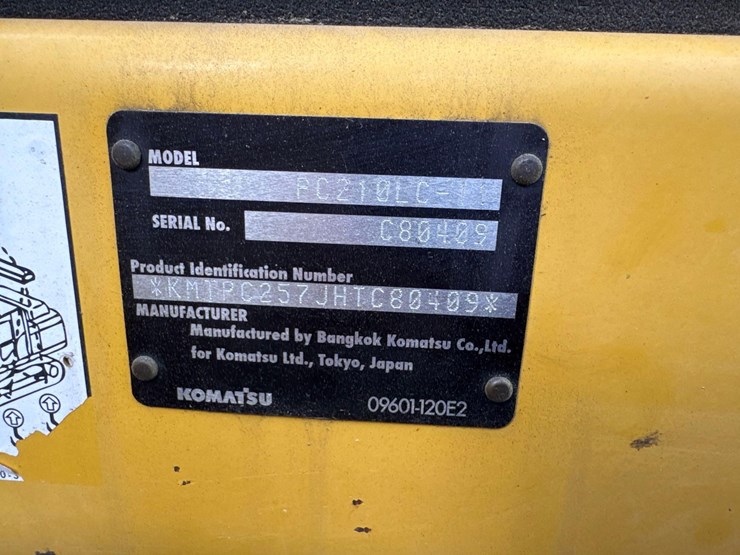 MODEL
PC210LC-
SERIAL No.
C80409
Product Identification Number
*KMTPC257JHTC80409*
MANUFACTURER
Manufactured by Bangkok Komatsu Co.,Ltd.
for Komatsu Ltd., Tokyo, Japan
KOMATSU
09601-120E2